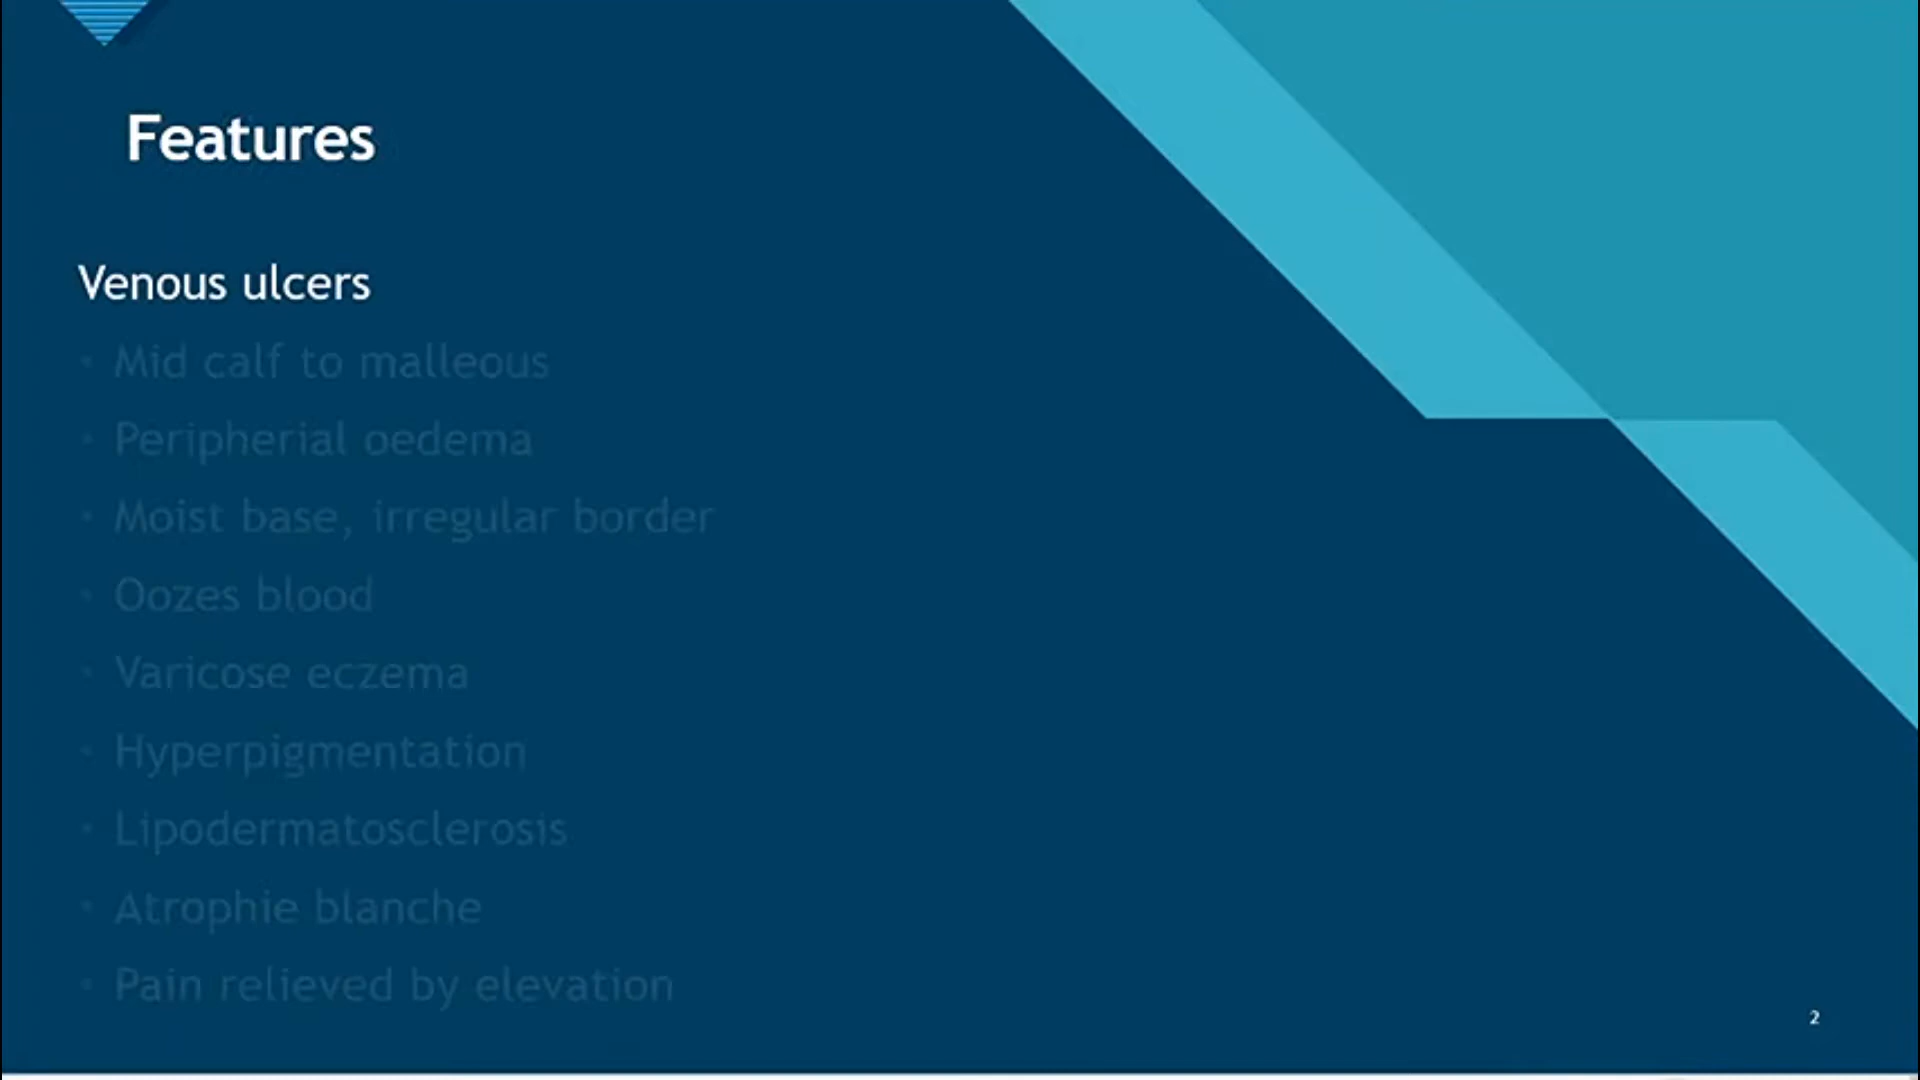 Features
Venous ulcers
• Mid calf to malleous
• Peripherial oedema
• Moist base, irregular border
• Oozes blood
• Varicose eczema
• Hyperpigmentation
• Lipodermatosclerosis
• Atrophie blanche
• Pain relieved by elevation
2